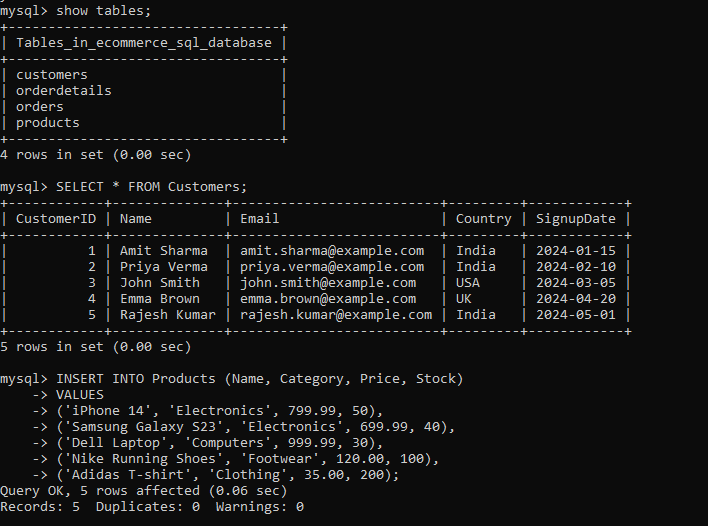 mysql> show tables;
+----------------------------------+
| Tables_in_ecommerce_sql_database |
+----------------------------------+
| customers                        |
| orderdetails                     |
| orders                           |
| products                         |
+----------------------------------+
4 rows in set (0.00 sec)
mysql> SELECT * FROM Customers;
+------------+--------------+--------------------------+---------+------------+
| CustomerID | Name         | Email                    | Country | SignupDate |
+------------+--------------+--------------------------+---------+------------+
|          1 | Amit Sharma  | amit.sharma@example.com  | India   | 2024-01-15 |
|          2 | Priya Verma  | priya.verma@example.com  | India   | 2024-02-10 |
|          3 | John Smith   | john.smith@example.com   | USA     | 2024-03-05 |
|          4 | Emma Brown   | emma.brown@example.com   | UK      | 2024-04-20 |
|          5 | Rajesh Kumar | rajesh.kumar@example.com | India   | 2024-05-01 |
+------------+--------------+--------------------------+---------+------------+
5 rows in set (0.00 sec)
mysql> INSERT INTO Products (Name, Category, Price, Stock)
    -> VALUES
    -> ('iPhone 14', 'Electronics', 799.99, 50),
    -> ('Samsung Galaxy S23', 'Electronics', 699.99, 40),
    -> ('Dell Laptop', 'Computers', 999.99, 30),
    -> ('Nike Running Shoes', 'Footwear', 120.00, 100),
    -> ('Adidas T-shirt', 'Clothing', 35.00, 200);
Query OK, 5 rows affected (0.06 sec)
Records: 5  Duplicates: 0  Warnings: 0